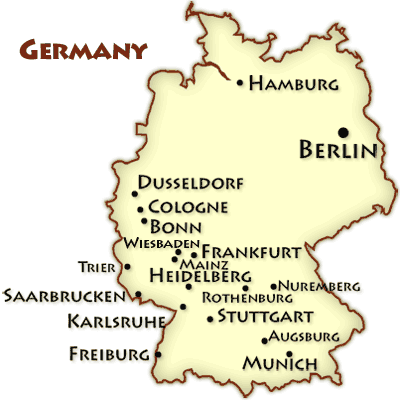 Germany
Hamburg
Berlin
Dusseldorf
Cologne
Bonn
Wiesbaden
Frankfurt
Mainz
Trier
Heidelberg
Nuremberg
Rothenburg
Saarbrucken
Karlsruhe
Stuttgart
Augsburg
Freiburg
Munich